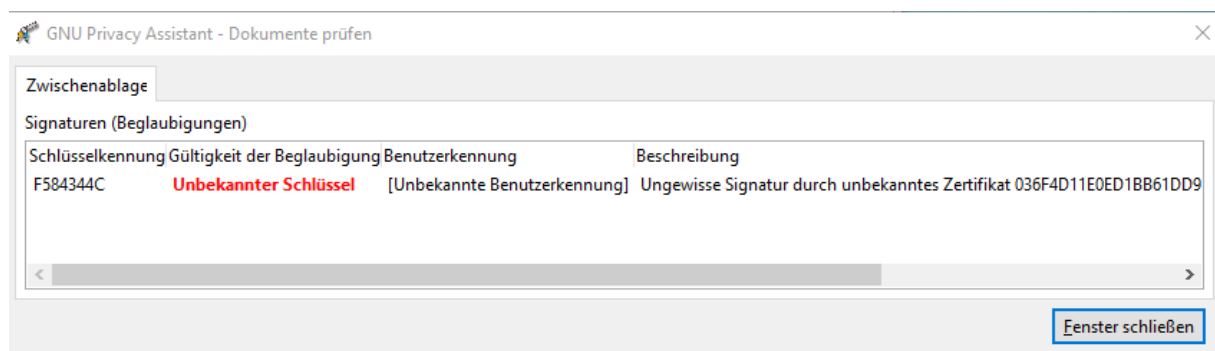 GNU Privacy Assistant - Dokumente prüfen
Zwischenablage
Signaturen (Beglaubigungen)
Schlüsselkennung Gültigkeit der Beglaubigung Benutzerkennung Beschreibung
F584344C Unbekannter Schlüssel [Unbekannte Benutzerkennung] Ungewisse Signatur durch unbekanntes Zertifikat 036F4D11E0ED1BB61DD9
Fenster schließen